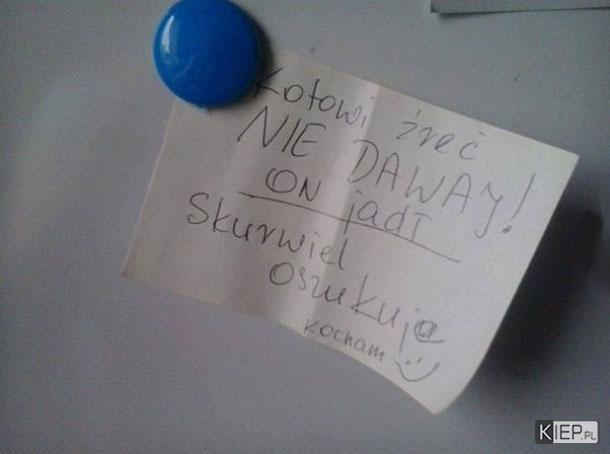 Kotowi żreć
NIE DAWAJ!
ON jadł
Skurwiel
oszukuje
kocham :)
KIEP.PL